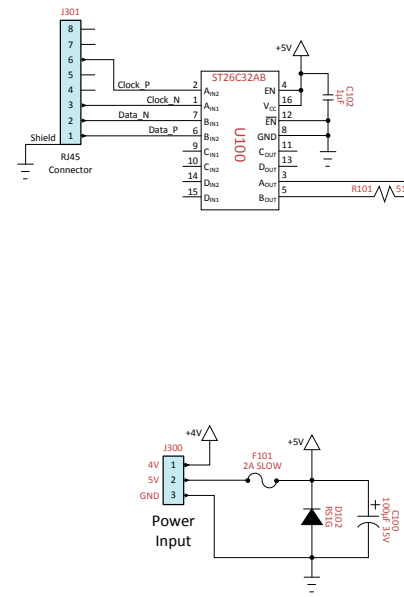 J301
8
7
6
5
4
3
2
1
Shield
RJ45
Connector
Clock_P
Clock_N
Data_N
Data_P
+5V
C102
1µF
ST26C32AB
U100
2 AIN2
1 AIN1
7 BIN1
6 BIN2
9 CIN1
10 CIN2
14 DIN2
15 DIN1
EN 4
VCC 16
EN 12
GND 8
COUT 11
DOUT 13
AOUT 3
BOUT 5
R101 51
+4V
J300
4V 1
5V 2
GND 3
Power
Input
F101
2A SLOW
+5V
D102
RS1G
+
C100
100µF 35V